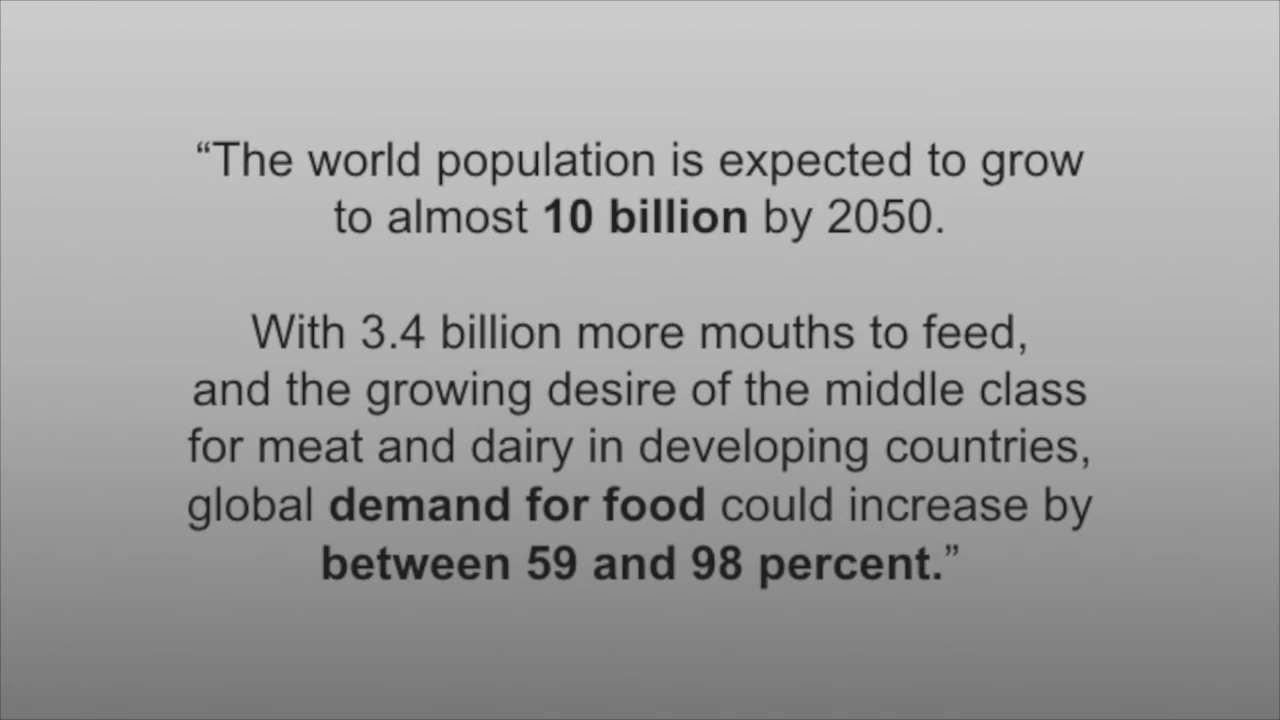 “The world population is expected to grow
to almost 10 billion by 2050.
With 3.4 billion more mouths to feed,
and the growing desire of the middle class
for meat and dairy in developing countries,
global demand for food could increase by
between 59 and 98 percent.”